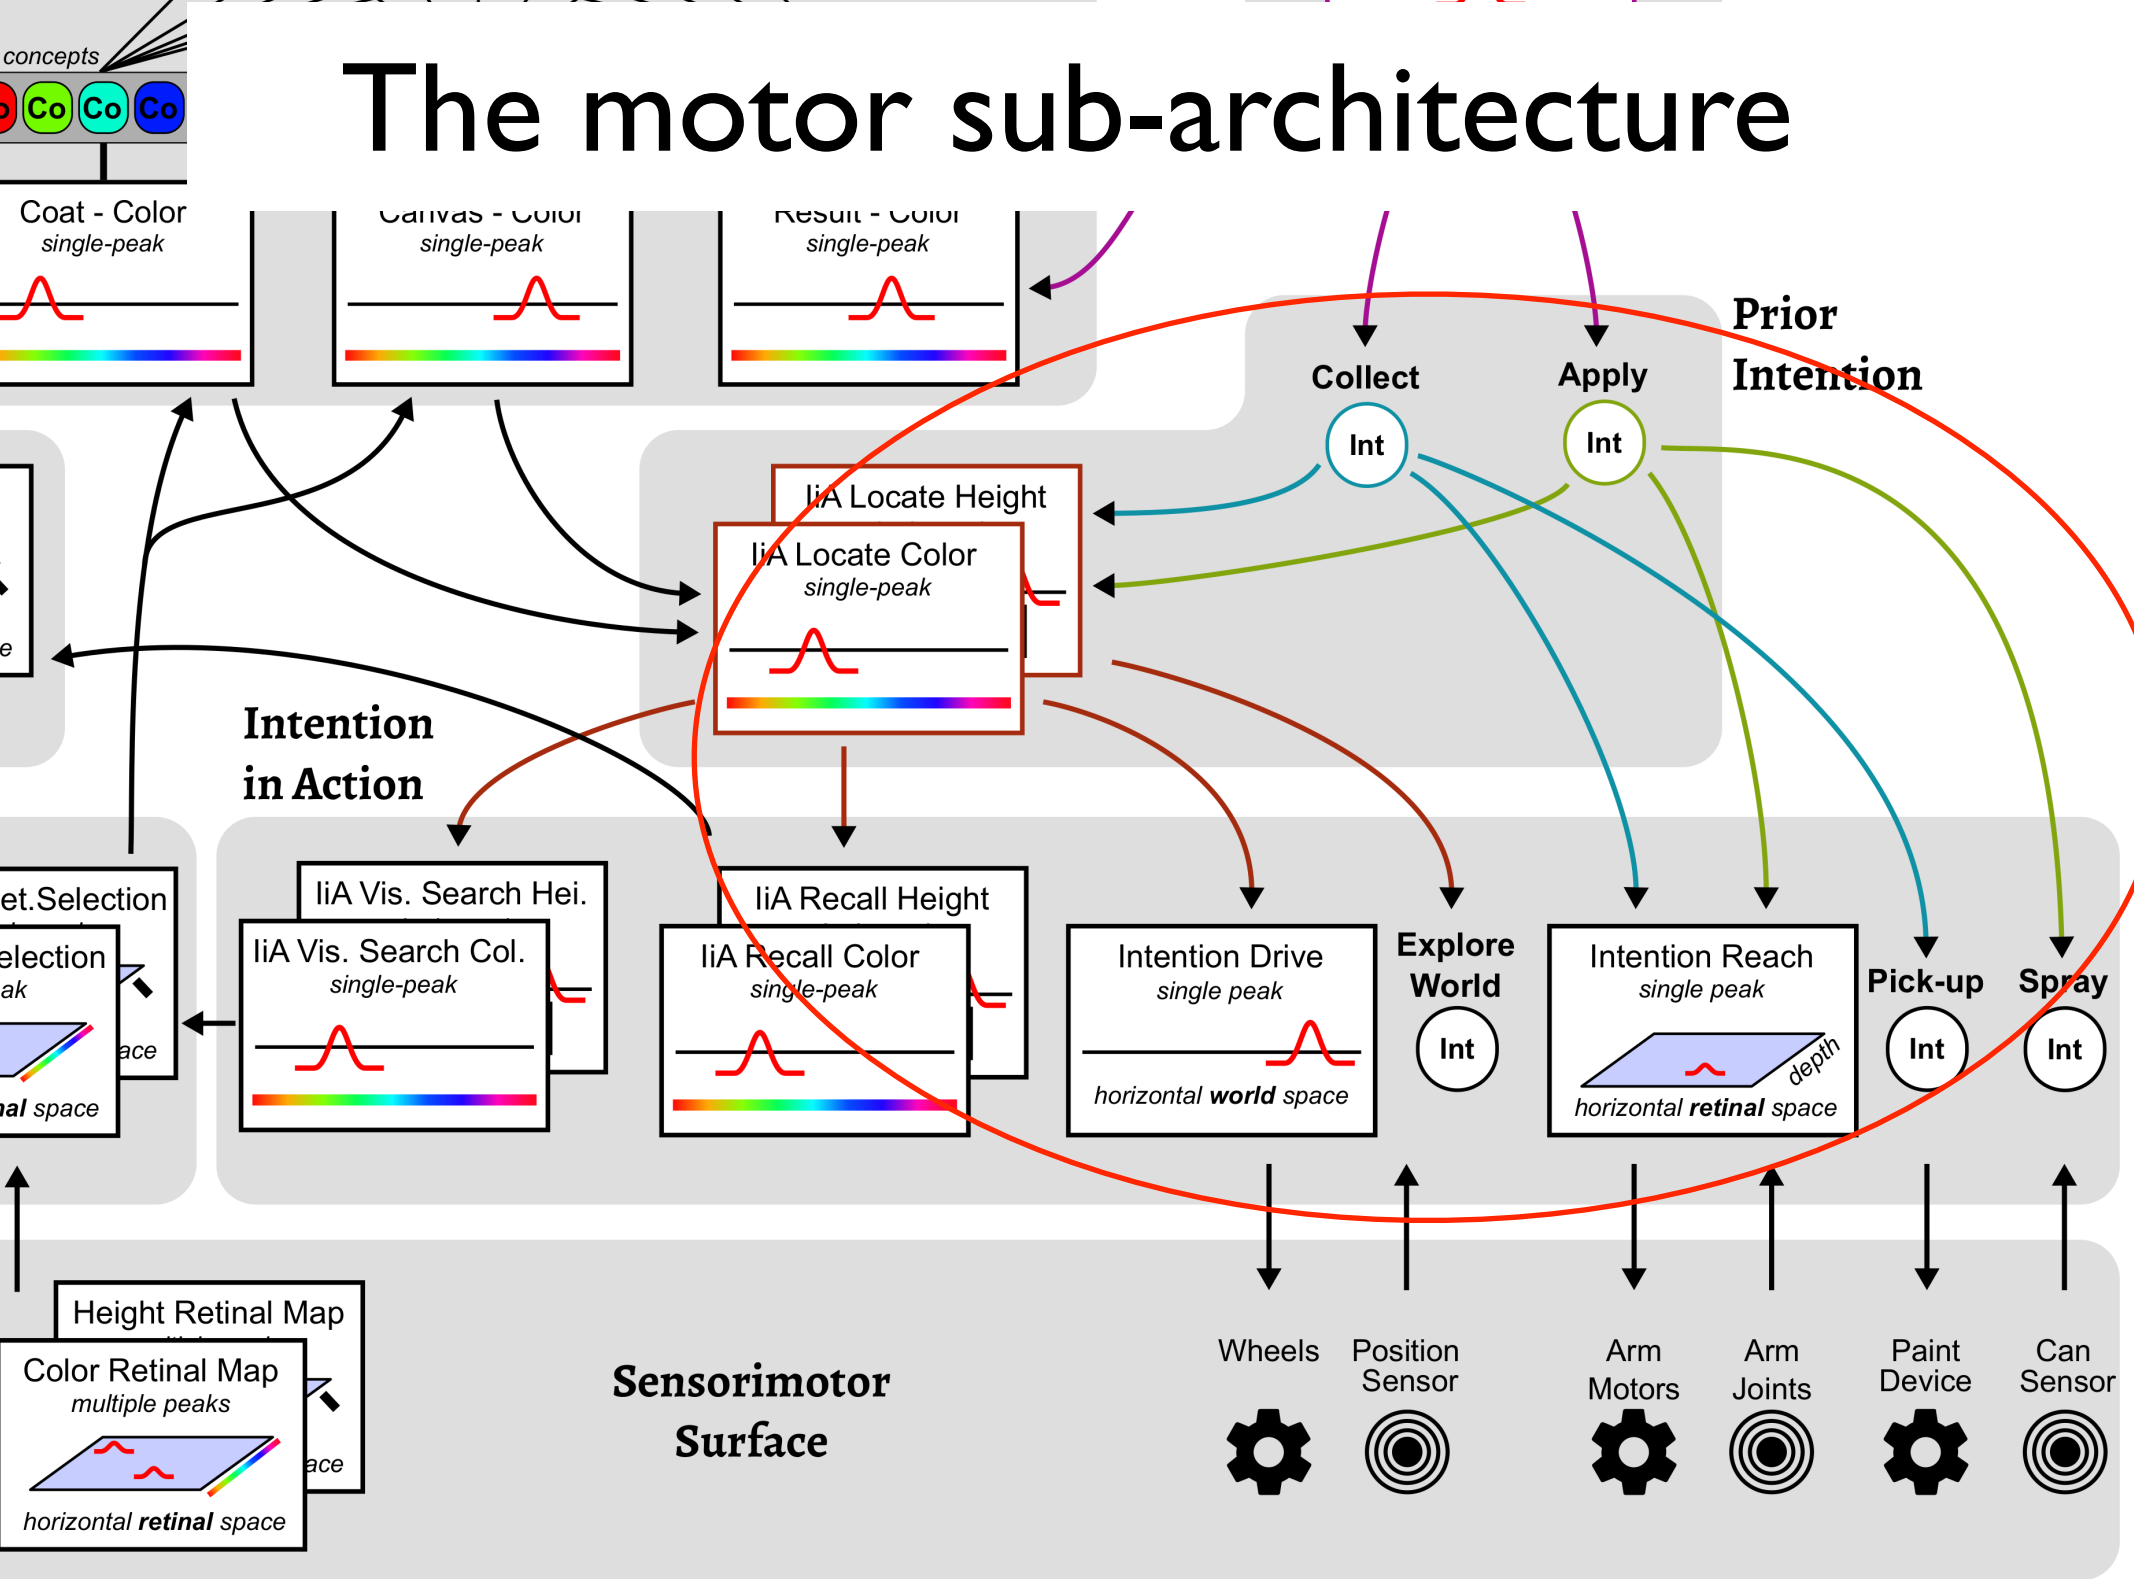 The motor sub-architecture
concepts
Co
Co
Co
Coat - Color
single-peak
Canvas - Color
single-peak
Result - Color
single-peak
Prior
Intention
Collect
Int
Apply
Int
IiA Locate Height
IiA Locate Color
single-peak
Intention
in Action
IiA Vis. Search Hei.
IiA Vis. Search Col.
single-peak
IiA Recall Height
IiA Recall Color
single-peak
Intention Drive
single peak
horizontal world space
Explore
World
Int
Intention Reach
single peak
depth
horizontal retinal space
Pick-up
Int
Spray
Int
et.Selection
election
ak
ace
nal space
Height Retinal Map
Color Retinal Map
multiple peaks
ace
horizontal retinal space
Sensorimotor
Surface
Wheels
Position
Sensor
Arm
Motors
Arm
Joints
Paint
Device
Can
Sensor